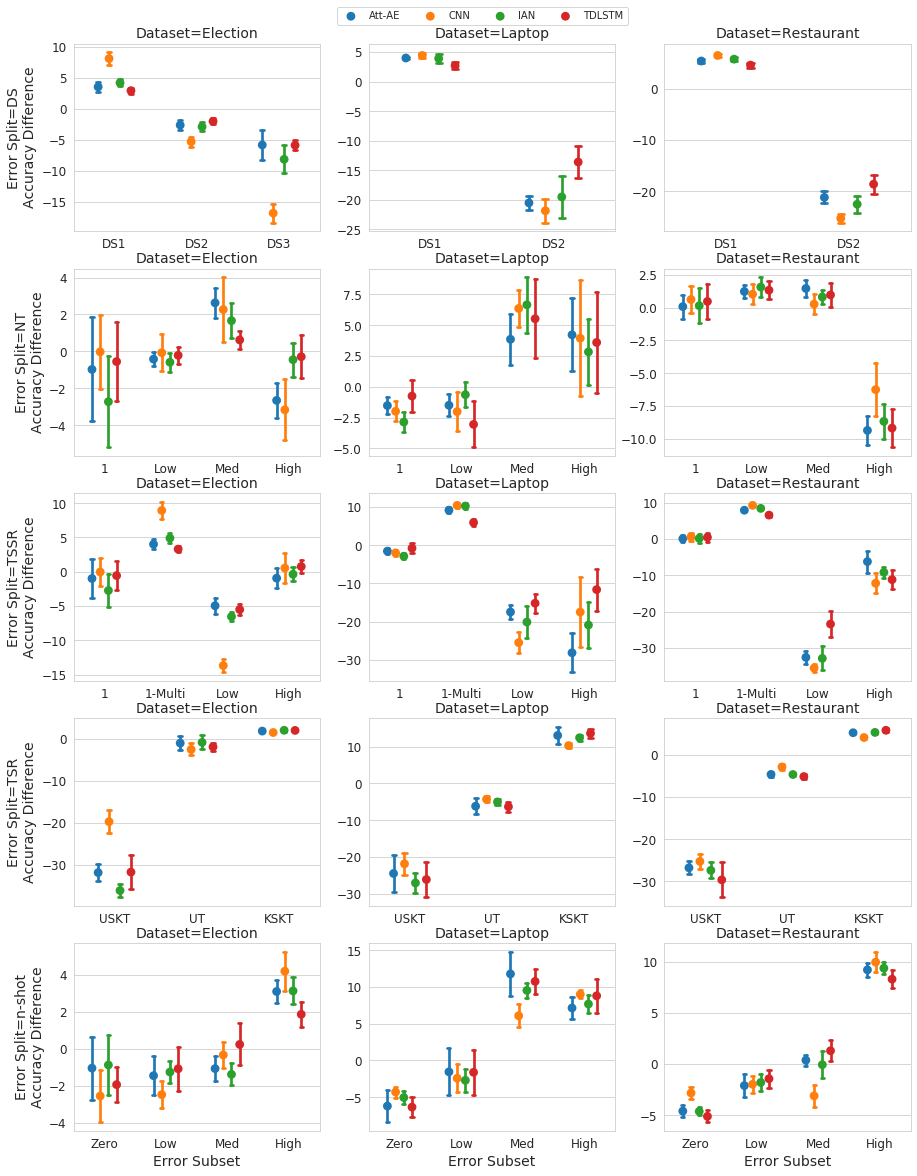 Att-AE CNN IAN TDLSTM
Dataset=Election Dataset=Laptop Dataset=Restaurant
Error Split=DS
Accuracy Difference
10
5
0
−5
−10
−15
DS1 DS2 DS3
5
0
−5
−10
−15
−20
−25
DS1 DS2
0
−20
DS1 DS2
Dataset=Election Dataset=Laptop Dataset=Restaurant
Error Split=NT
Accuracy Difference
4
2
0
−2
−4
1 Low Med High
7.5
5.0
2.5
0.0
−2.5
−5.0
1 Low Med High
2.5
0.0
−2.5
−5.0
−7.5
−10.0
1 Low Med High
Dataset=Election Dataset=Laptop Dataset=Restaurant
Error Split=TSSR
Accuracy Difference
10
5
0
−5
−10
−15
1 1-Multi Low High
10
0
−10
−20
−30
1 1-Multi Low High
10
0
−10
−20
−30
1 1-Multi Low High
Dataset=Election Dataset=Laptop Dataset=Restaurant
Error Split=TSR
Accuracy Difference
0
−10
−20
−30
USKT UT KSKT
10
0
−10
−20
−30
USKT UT KSKT
0
−10
−20
−30
USKT UT KSKT
Dataset=Election Dataset=Laptop Dataset=Restaurant
Error Split=n-shot
Accuracy Difference
4
2
0
−2
−4
Zero Low Med High
Error Subset
15
10
5
0
−5
Zero Low Med High
Error Subset
10
5
0
−5
Zero Low Med High
Error Subset